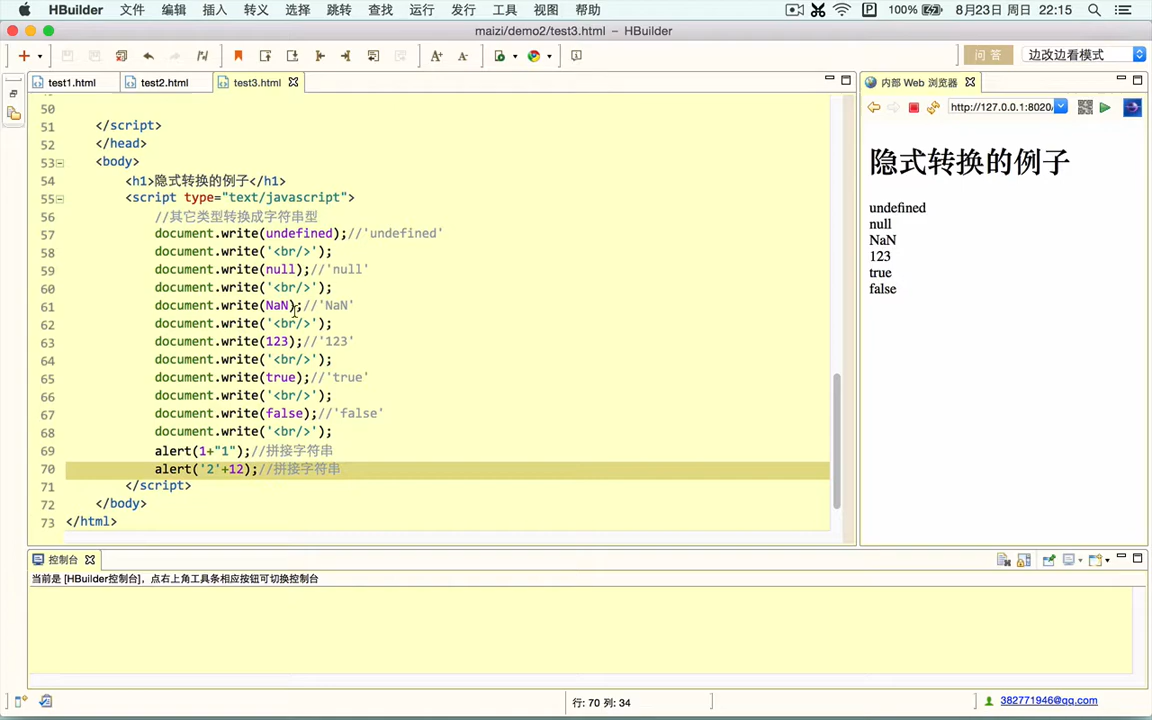 HBuilder 文件 编辑 插入 转义 选择 跳转 查找 运行 发行 工具 视图 帮助 100% 8月23日 周日 22:15
maizi/demo2/test3.html — HBuilder
问答 边改边看模式
test1.html test2.html test3.html
内部 Web 浏览器
http://127.0.0.1:8020/
50
51 </script>
52 </head>
53 <body>
54 <h1>隐式转换的例子</h1>
55 <script type="text/javascript">
56 //其它类型转换成字符串型
57 document.write(undefined);//'undefined'
58 document.write('<br/>');
59 document.write(null);//'null'
60 document.write('<br/>');
61 document.write(NaN);//'NaN'
62 document.write('<br/>');
63 document.write(123);//'123'
64 document.write('<br/>');
65 document.write(true);//'true'
66 document.write('<br/>');
67 document.write(false);//'false'
68 document.write('<br/>');
69 alert(1+"1");//拼接字符串
70 alert('2'+12);//拼接字符串
71 </script>
72 </body>
73 </html>
隐式转换的例子
undefined
null
NaN
123
true
false
控制台
当前是 [HBuilder控制台]，点右上角工具条相应按钮可切换控制台
行: 70 列: 34
382771946@qq.com